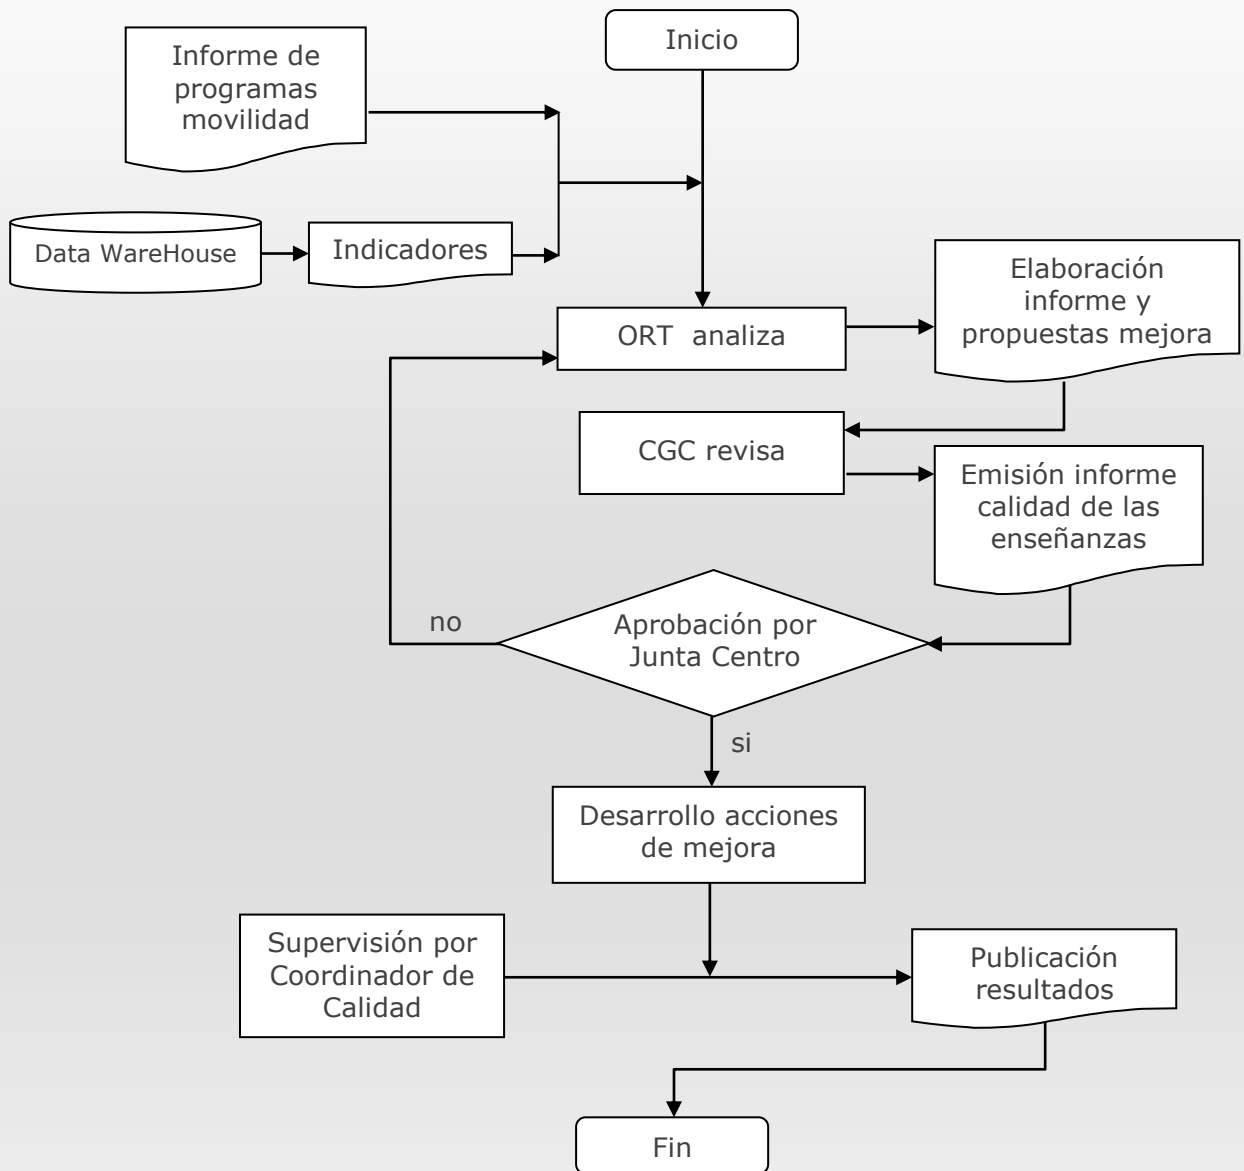 Inicio
Informe de
programas
movilidad
Data WareHouse
Indicadores
Elaboración
informe y
propuestas mejora
ORT analiza
CGC revisa
Emisión informe
calidad de las
enseñanzas
no
Aprobación por
Junta Centro
si
Desarrollo acciones
de mejora
Supervisión por
Coordinador de
Calidad
Publicación
resultados
Fin